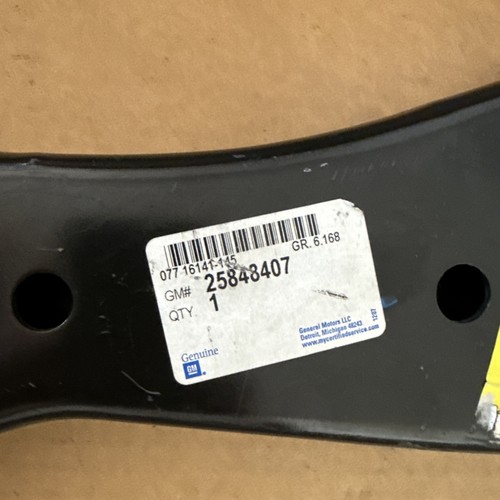 077 16141-145
GR. 6.168
GM# 25848407
QTY. 1
Genuine
GM
General Motors LLC
Detroit, Michigan 48243
www.mycertifiedservice.com